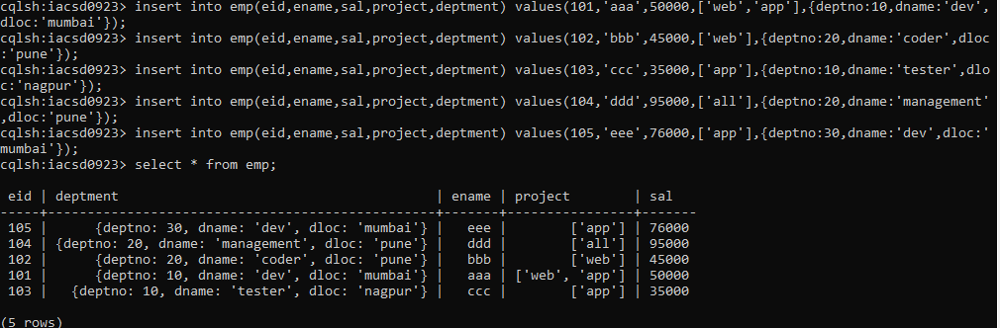 cqlsh:iacsd0923> insert into emp(eid,ename,sal,project,deptment) values(101,'aaa',50000,['web','app'],{deptno:10,dname:'dev',
dloc:'mumbai'});
cqlsh:iacsd0923> insert into emp(eid,ename,sal,project,deptment) values(102,'bbb',45000,['web'],{deptno:20,dname:'coder',dloc
:'pune'});
cqlsh:iacsd0923> insert into emp(eid,ename,sal,project,deptment) values(103,'ccc',35000,['app'],{deptno:10,dname:'tester',dlo
c:'nagpur'});
cqlsh:iacsd0923> insert into emp(eid,ename,sal,project,deptment) values(104,'ddd',95000,['all'],{deptno:20,dname:'management'
,dloc:'pune'});
cqlsh:iacsd0923> insert into emp(eid,ename,sal,project,deptment) values(105,'eee',76000,['app'],{deptno:30,dname:'dev',dloc:'
mumbai'});
cqlsh:iacsd0923> select * from emp;
 eid | deptment                                        | ename | project        | sal
-----+-------------------------------------------------+-------+----------------+-------
 105 |      {deptno: 30, dname: 'dev', dloc: 'mumbai'} |   eee |        ['app'] | 76000
 104 | {deptno: 20, dname: 'management', dloc: 'pune'} |   ddd |        ['all'] | 95000
 102 |      {deptno: 20, dname: 'coder', dloc: 'pune'} |   bbb |        ['web'] | 45000
 101 |      {deptno: 10, dname: 'dev', dloc: 'mumbai'} |   aaa | ['web', 'app'] | 50000
 103 |   {deptno: 10, dname: 'tester', dloc: 'nagpur'} |   ccc |        ['app'] | 35000
(5 rows)